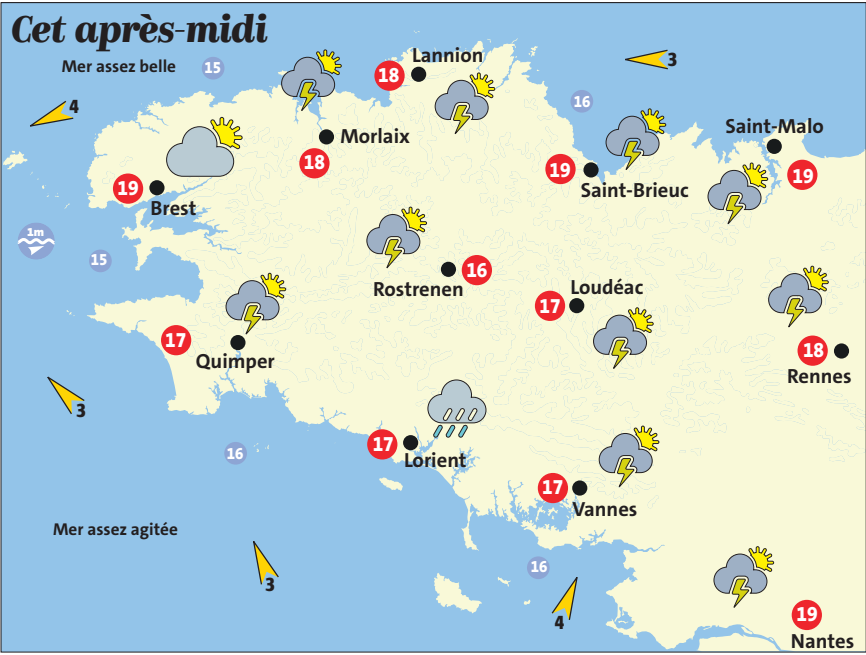 Cet après-midi
Mer assez belle
15
Lannion
18
3
4
16
Morlaix
18
Saint-Malo
19
19
Brest
19
Saint-Brieuc
1m
15
16
Rostrenen
Loudéac
17
17
Quimper
18
Rennes
3
17
Lorient
16
17
Vannes
Mer assez agitée
3
16
4
19
Nantes